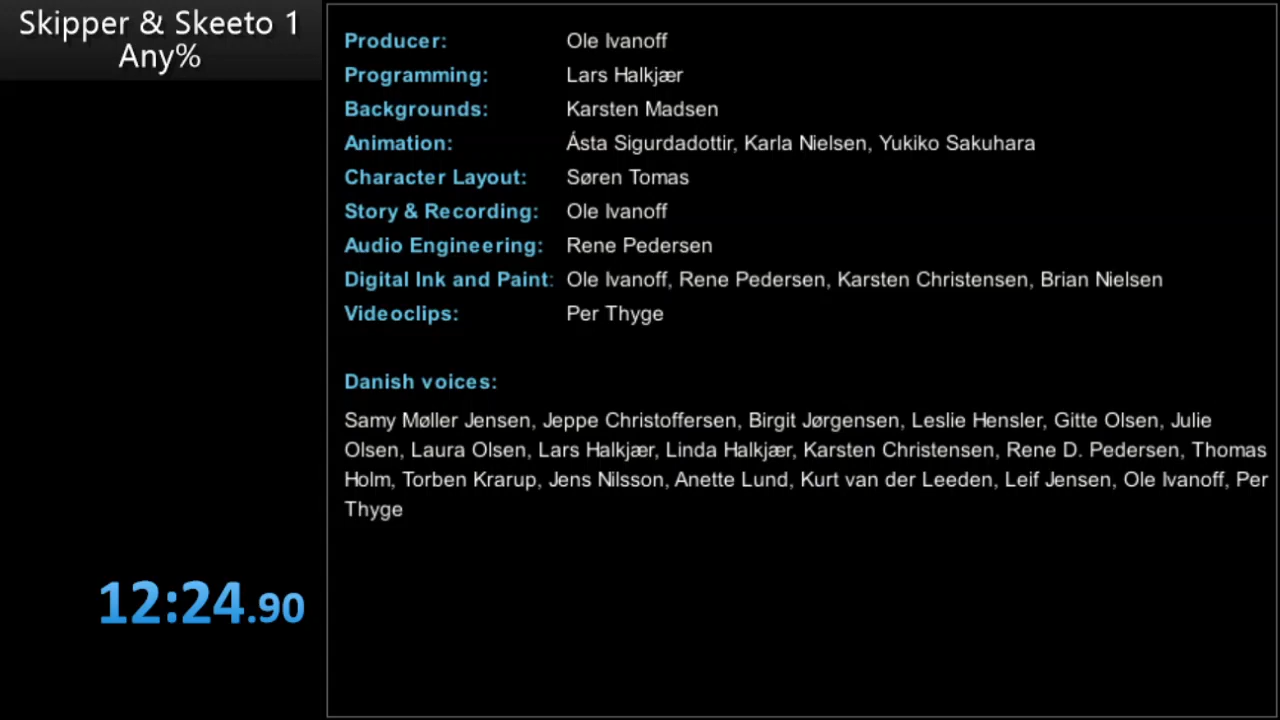 Skipper & Skeeto 1
Any%
Producer: Ole Ivanoff
Programming: Lars Halkjær
Backgrounds: Karsten Madsen
Animation: Ásta Sigurdadottir, Karla Nielsen, Yukiko Sakuhara
Character Layout: Søren Tomas
Story & Recording: Ole Ivanoff
Audio Engineering: Rene Pedersen
Digital Ink and Paint: Ole Ivanoff, Rene Pedersen, Karsten Christensen, Brian Nielsen
Videoclips: Per Thyge
Danish voices:
Samy Møller Jensen, Jeppe Christoffersen, Birgit Jørgensen, Leslie Hensler, Gitte Olsen, Julie
Olsen, Laura Olsen, Lars Halkjær, Linda Halkjær, Karsten Christensen, Rene D. Pedersen, Thomas
Holm, Torben Krarup, Jens Nilsson, Anette Lund, Kurt van der Leeden, Leif Jensen, Ole Ivanoff, Per
Thyge
12:24.90